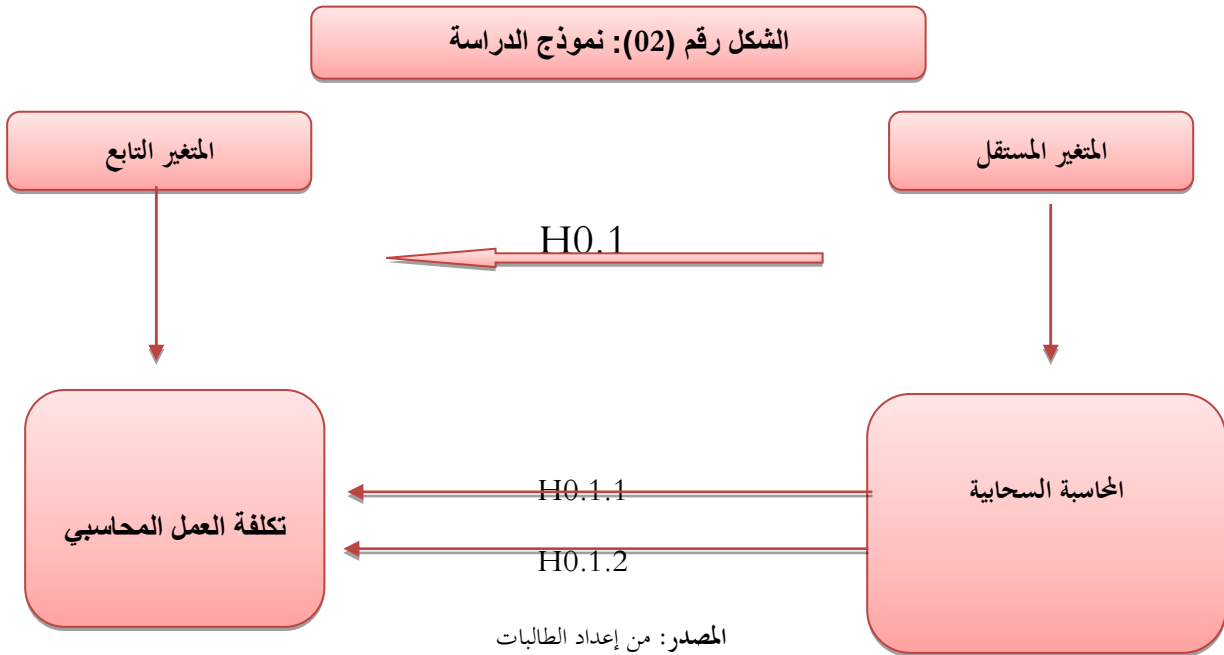 الشكل رقم (02): نموذج الدراسة
المتغير المستقل
المتغير التابع
H0.1
المحاسبة السحابية
H0.1.1
تكلفة العمل المحاسبي
H0.1.2
المصدر: من إعداد الطالبات